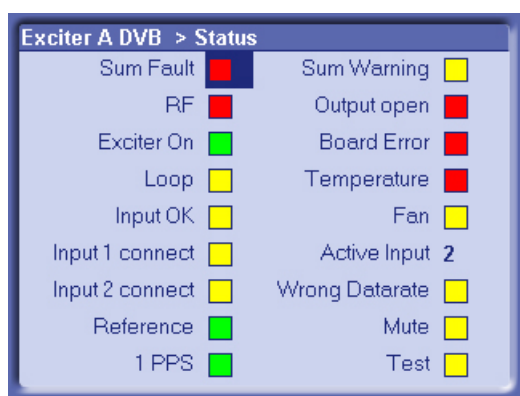 Exciter A DVB > Status
Sum Fault Sum Warning
RF Output open
Exciter On Board Error
Loop Temperature
Input OK Fan
Input 1 connect Active Input 2
Input 2 connect Wrong Datarate
Reference Mute
1 PPS Test